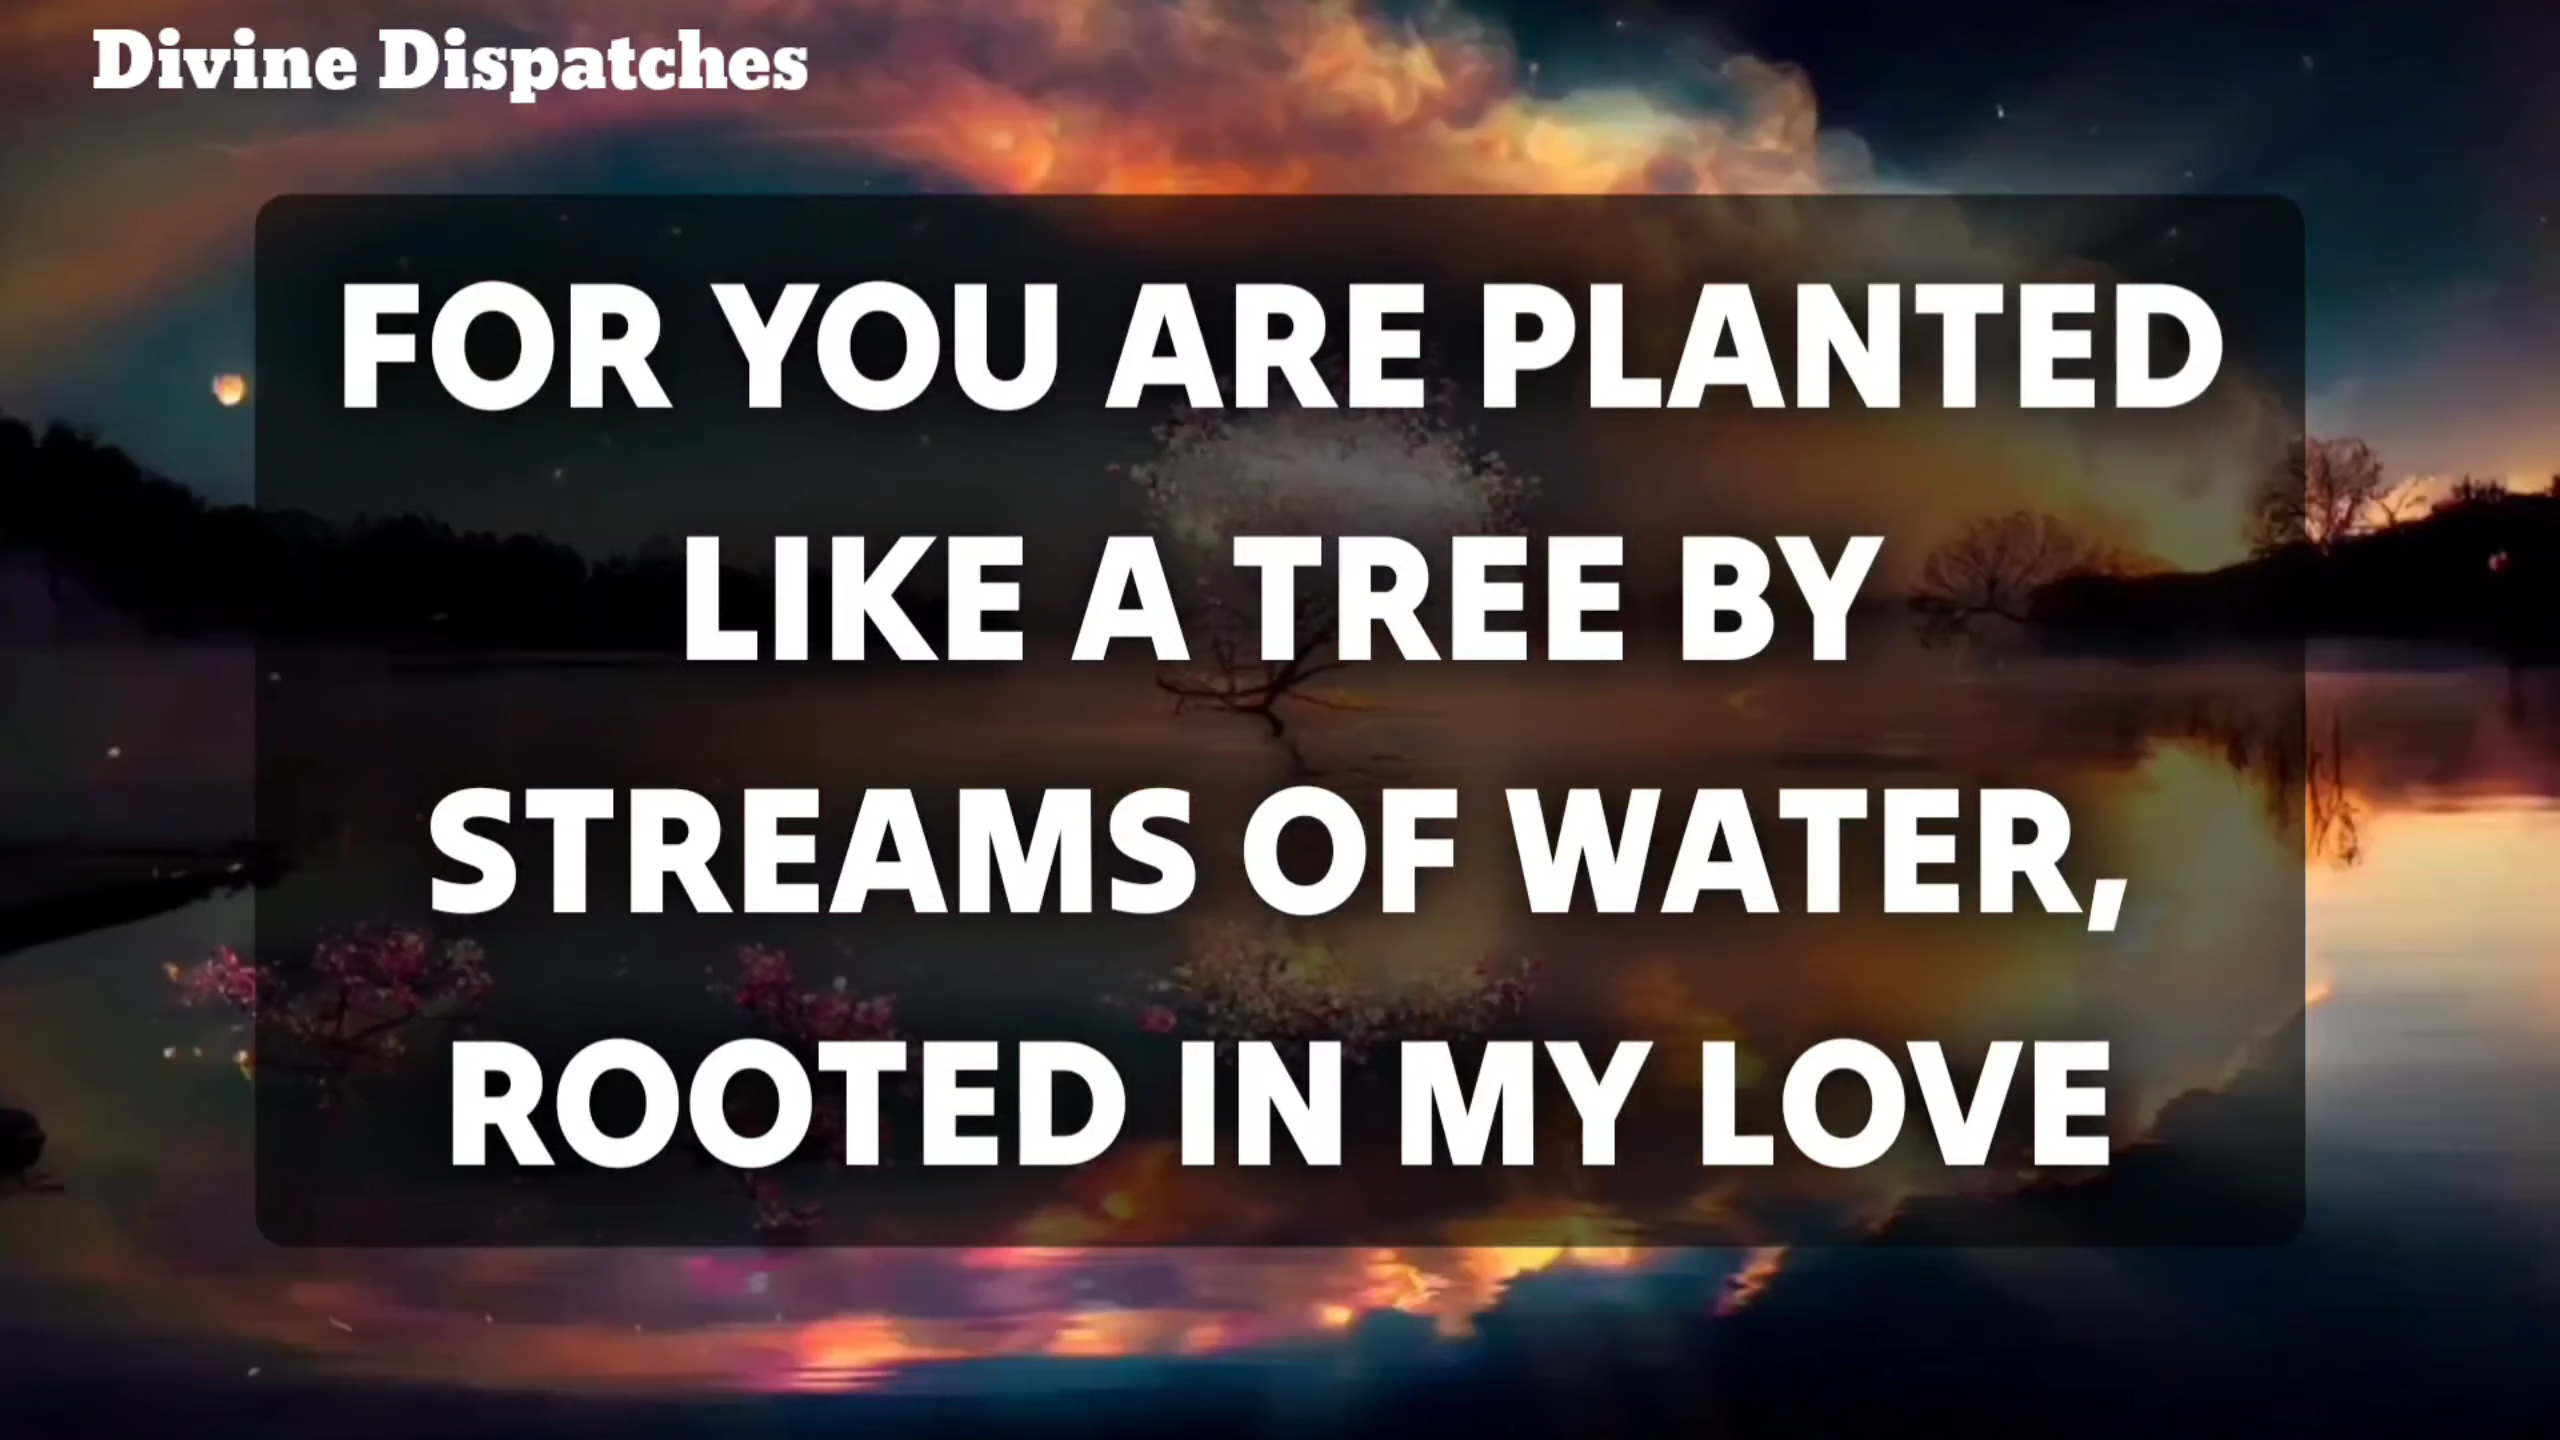 Divine Dispatches
FOR YOU ARE PLANTED
LIKE A TREE BY
STREAMS OF WATER,
ROOTED IN MY LOVE